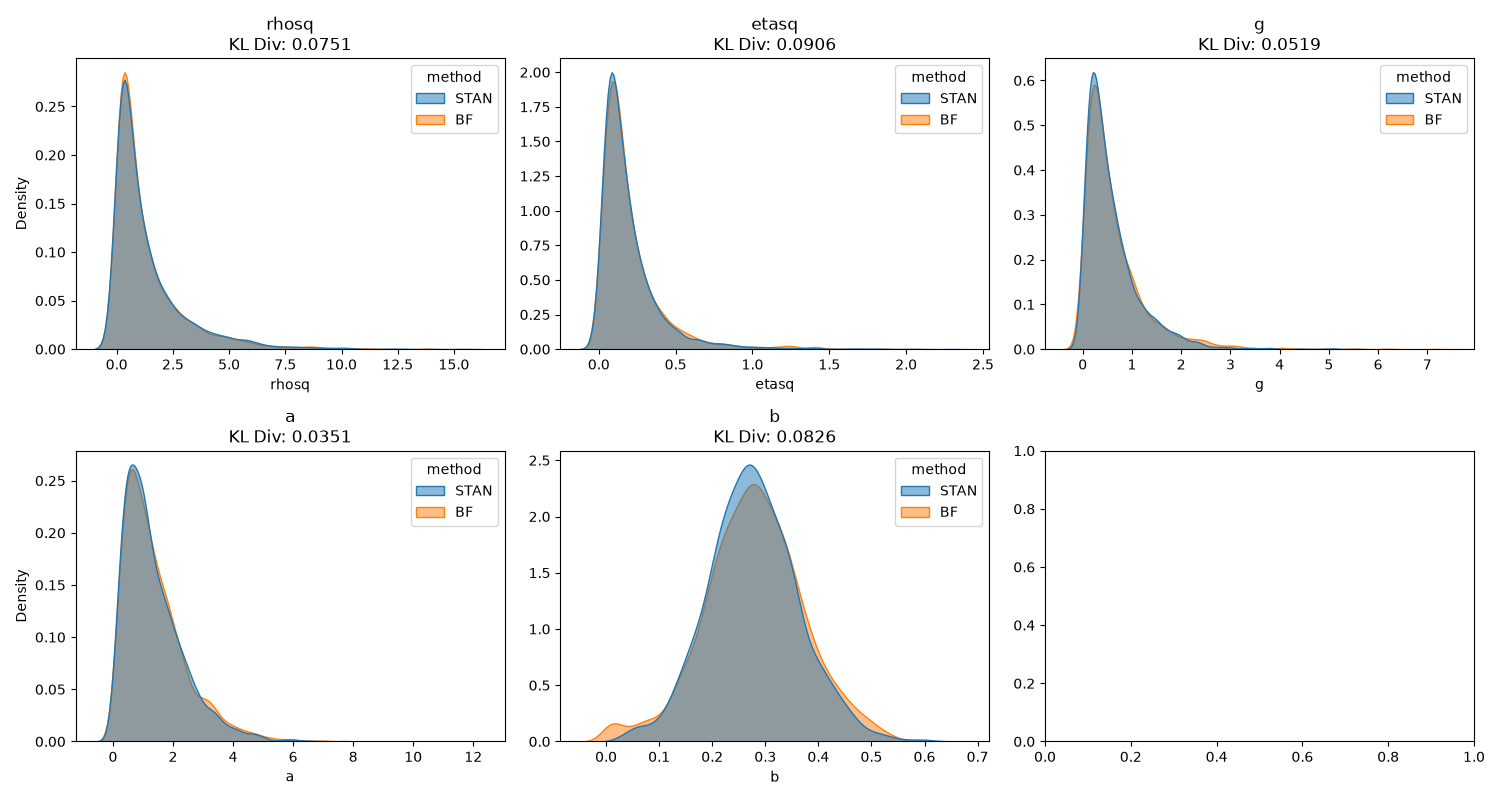 rhosq
KL Div: 0.0751
method
STAN
BF
Density
0.25
0.20
0.15
0.10
0.05
0.00
0.0 2.5 5.0 7.5 10.0 12.5 15.0
rhosq
etasq
KL Div: 0.0906
method
STAN
BF
2.00
1.75
1.50
1.25
1.00
0.75
0.50
0.25
0.00
0.0 0.5 1.0 1.5 2.0 2.5
etasq
g
KL Div: 0.0519
method
STAN
BF
0.6
0.5
0.4
0.3
0.2
0.1
0.0
0 1 2 3 4 5 6 7
g
a
KL Div: 0.0351
method
STAN
BF
Density
0.25
0.20
0.15
0.10
0.05
0.00
0 2 4 6 8 10 12
a
b
KL Div: 0.0826
method
STAN
BF
2.5
2.0
1.5
1.0
0.5
0.0
0.0 0.1 0.2 0.3 0.4 0.5 0.6 0.7
b
1.0
0.8
0.6
0.4
0.2
0.0
0.0 0.2 0.4 0.6 0.8 1.0